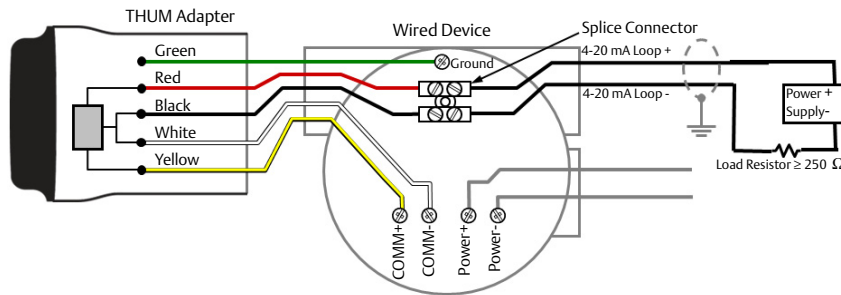 THUM Adapter
Wired Device
Splice Connector
Green
Ground
4-20 mA Loop +
Red
Black
4-20 mA Loop -
Power +
Supply-
White
Yellow
Load Resistor ≥ 250 Ω
COMM+
COMM-
Power+
Power-